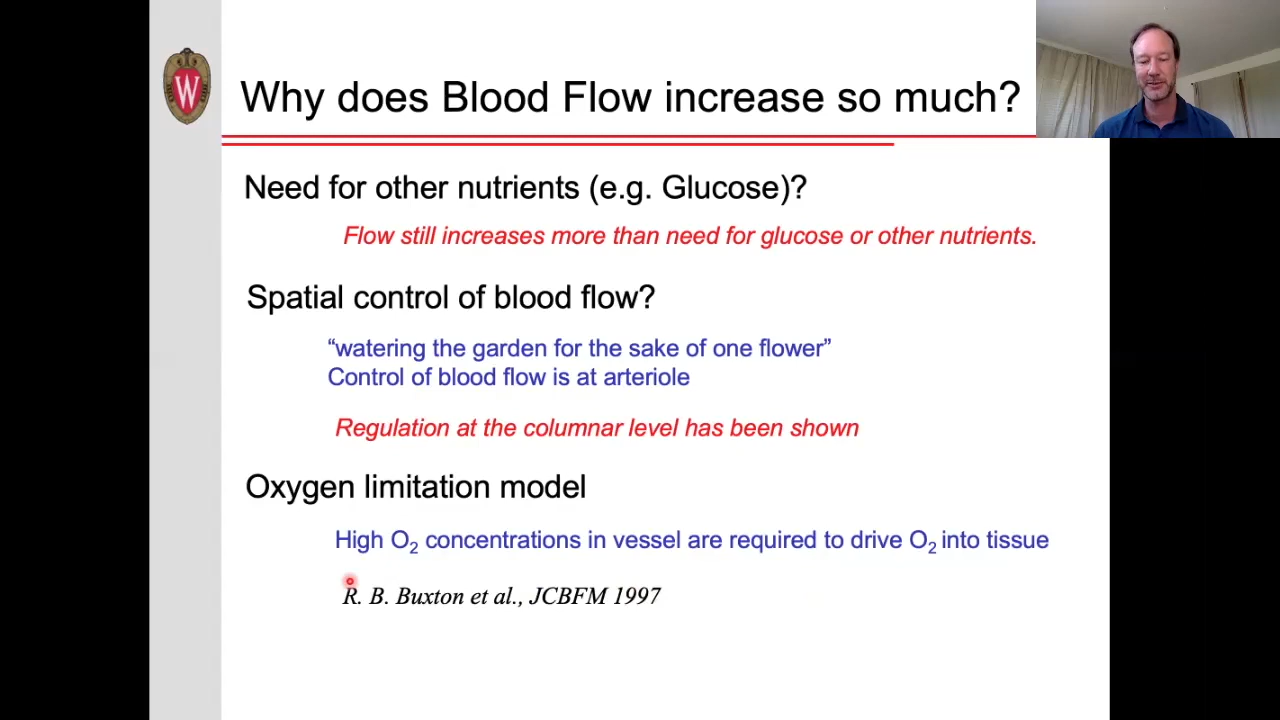 W
Why does Blood Flow increase so much?
Need for other nutrients (e.g. Glucose)?
Flow still increases more than need for glucose or other nutrients.
Spatial control of blood flow?
“watering the garden for the sake of one flower”
Control of blood flow is at arteriole
Regulation at the columnar level has been shown
Oxygen limitation model
High O₂ concentrations in vessel are required to drive O₂ into tissue
R. B. Buxton et al., JCBFM 1997